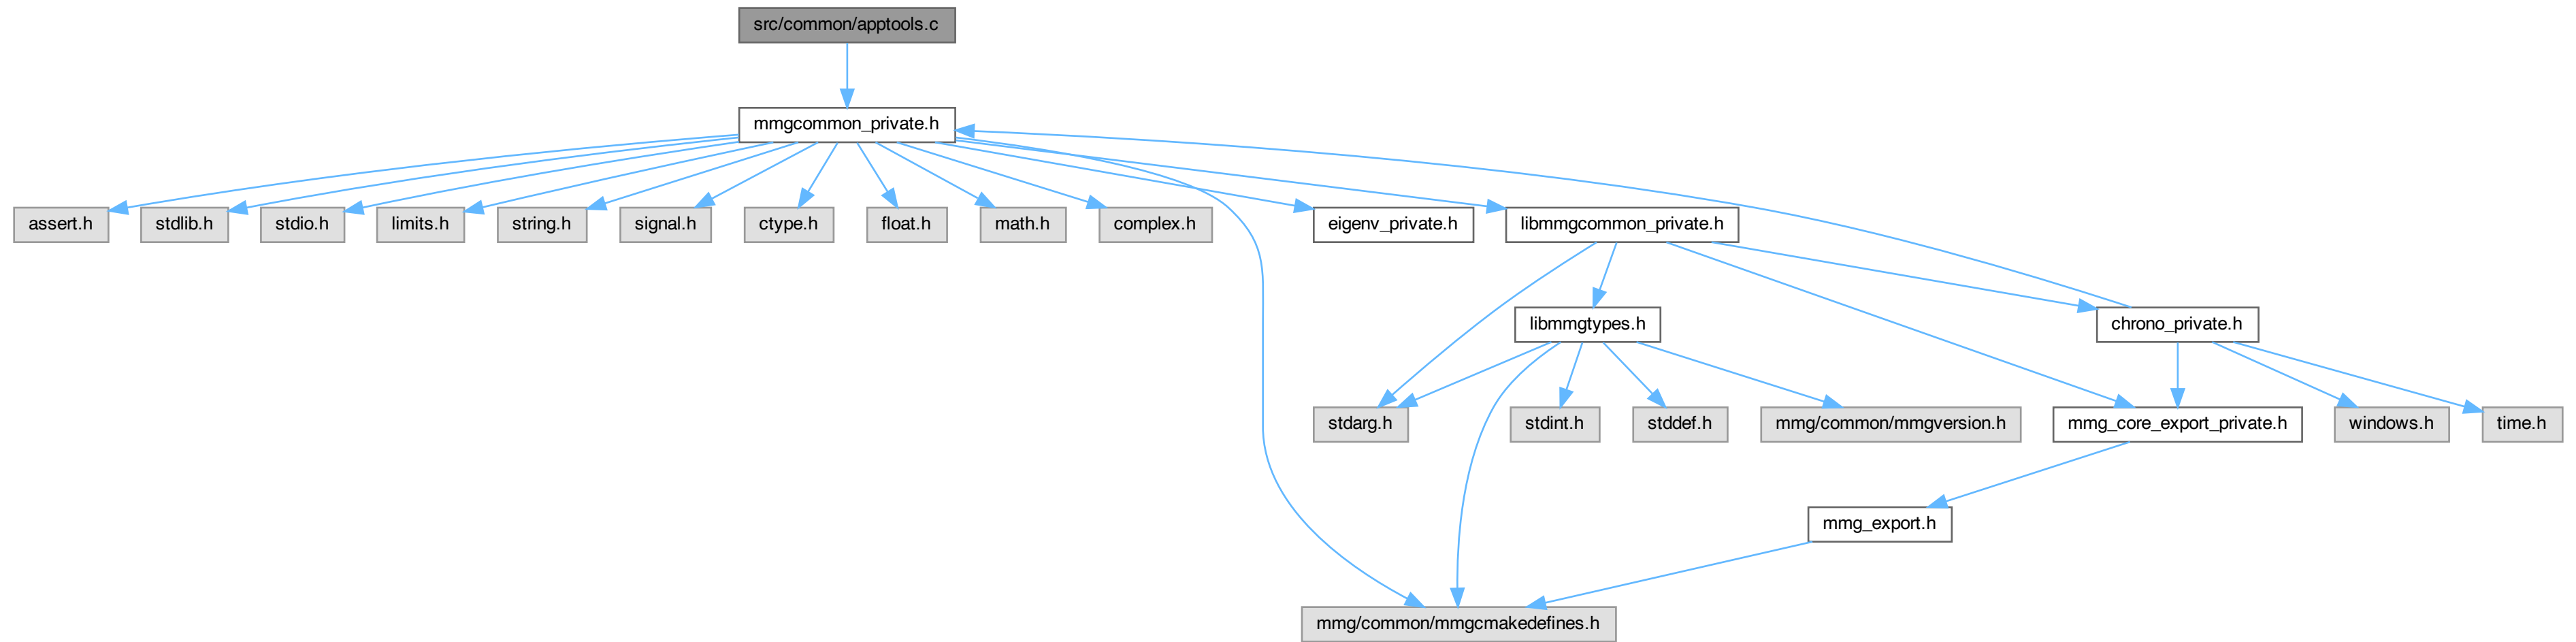 src/common/apptools.c
mmgcommon_private.h
assert.h
stdlib.h
stdio.h
limits.h
string.h
signal.h
ctype.h
float.h
math.h
complex.h
eigenv_private.h
libmmgcommon_private.h
libmmgtypes.h
chrono_private.h
stdarg.h
stdint.h
stddef.h
mmg/common/mmgversion.h
mmg_core_export_private.h
windows.h
time.h
mmg_export.h
mmg/common/mmgcmakedefines.h